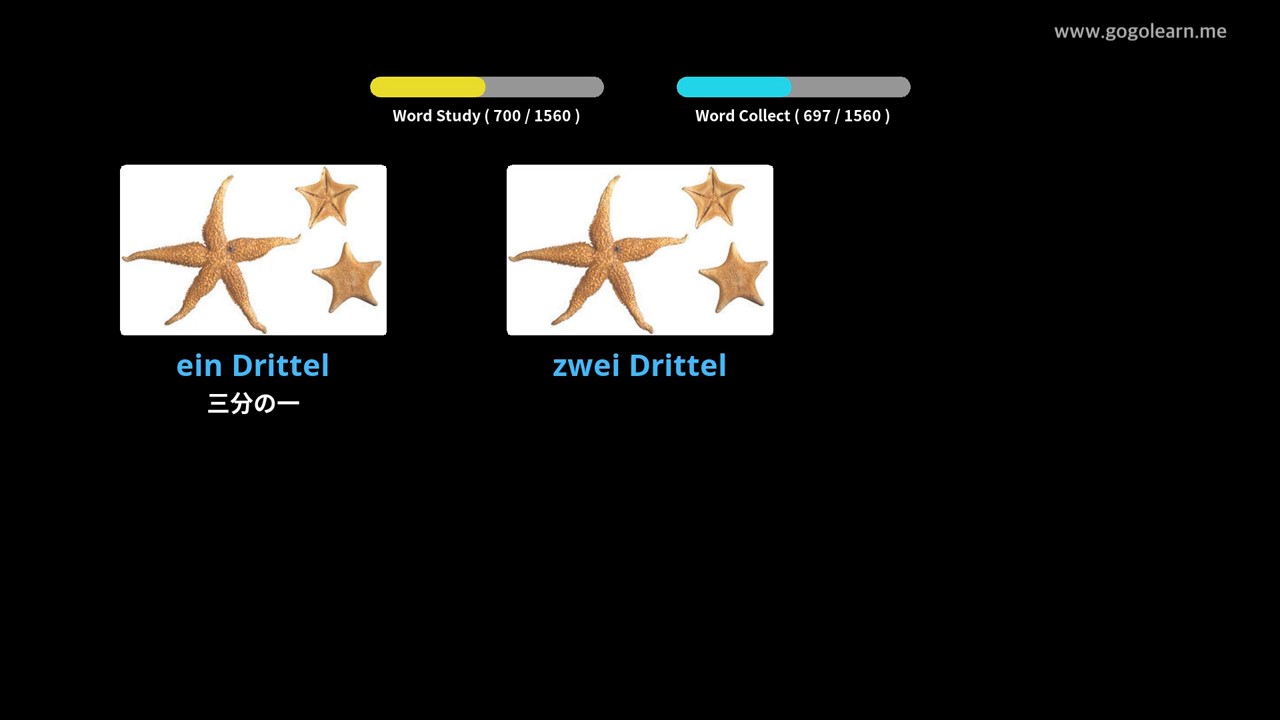 www.gogolearn.me
Word Study ( 700 / 1560 )
Word Collect ( 697 / 1560 )
ein Drittel
三分の一
zwei Drittel